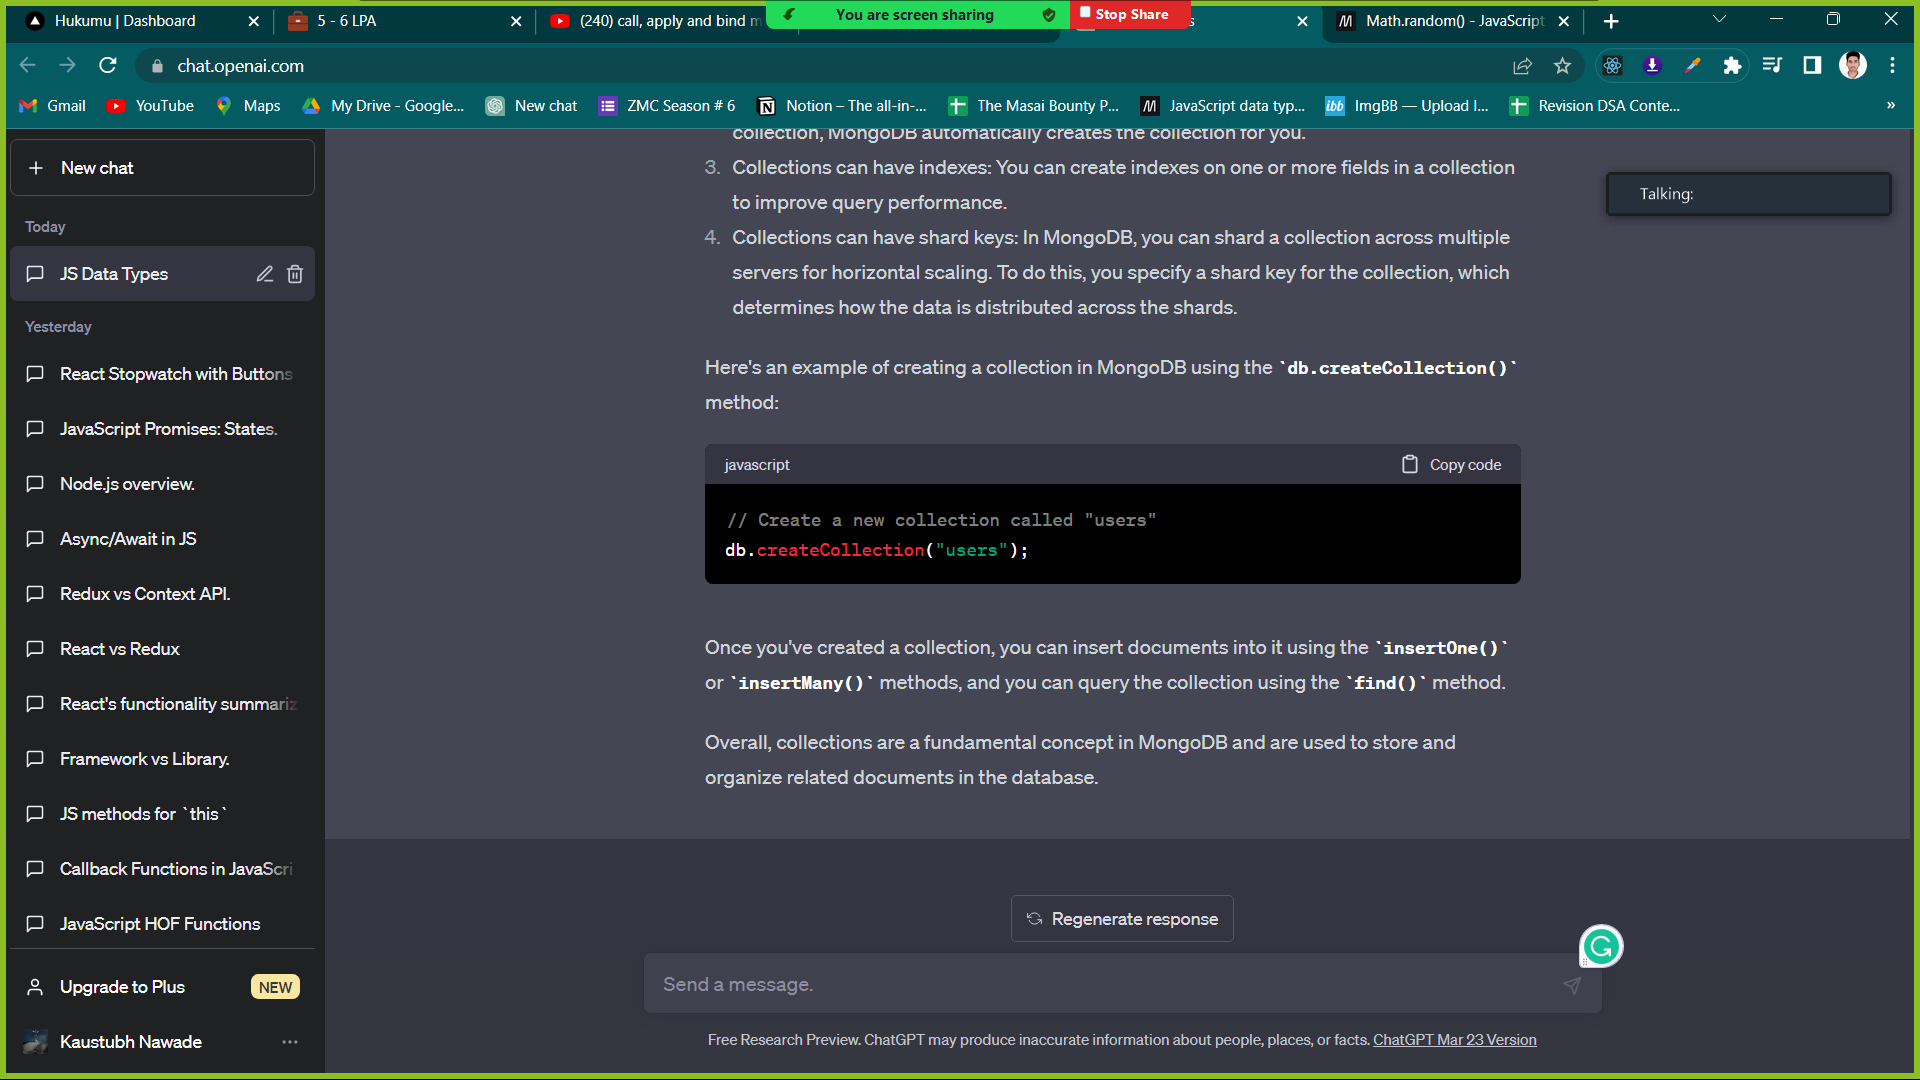 Hukumu | Dashboard
5 - 6 LPA
(240) call, apply and bind m
You are screen sharing
Stop Share
s
Math.random() - JavaScript
chat.openai.com
Gmail
YouTube
Maps
My Drive - Google...
New chat
ZMC Season # 6
Notion – The all-in-...
The Masai Bounty P...
JavaScript data typ...
ibb
ImgBB — Upload I...
Revision DSA Conte...
»
New chat
Today
JS Data Types
Yesterday
React Stopwatch with Buttons
JavaScript Promises: States.
Node.js overview.
Async/Await in JS
Redux vs Context API.
React vs Redux
React's functionality summariz
Framework vs Library.
JS methods for `this`
Callback Functions in JavaScri
JavaScript HOF Functions
Upgrade to Plus
NEW
Kaustubh Nawade
collection, MongoDB automatically creates the collection for you.
3. Collections can have indexes: You can create indexes on one or more fields in a collection
to improve query performance.
4. Collections can have shard keys: In MongoDB, you can shard a collection across multiple
servers for horizontal scaling. To do this, you specify a shard key for the collection, which
determines how the data is distributed across the shards.
Here's an example of creating a collection in MongoDB using the `db.createCollection()`
method:
javascript
Copy code
// Create a new collection called "users"
db.createCollection("users");
Once you've created a collection, you can insert documents into it using the `insertOne()`
or `insertMany()` methods, and you can query the collection using the `find()` method.
Overall, collections are a fundamental concept in MongoDB and are used to store and
organize related documents in the database.
Talking:
Regenerate response
Send a message.
Free Research Preview. ChatGPT may produce inaccurate information about people, places, or facts. ChatGPT Mar 23 Version